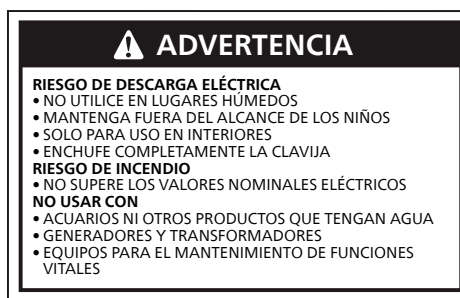 ADVERTENCIA
RIESGO DE DESCARGA ELÉCTRICA
• NO UTILICE EN LUGARES HÚMEDOS
• MANTENGA FUERA DEL ALCANCE DE LOS NIÑOS
• SOLO PARA USO EN INTERIORES
• ENCHUFE COMPLETAMENTE LA CLAVIJA
RIESGO DE INCENDIO
• NO SUPERE LOS VALORES NOMINALES ELÉCTRICOS
NO USAR CON
• ACUARIOS NI OTROS PRODUCTOS QUE TENGAN AGUA
• GENERADORES Y TRANSFORMADORES
• EQUIPOS PARA EL MANTENIMIENTO DE FUNCIONES
VITALES